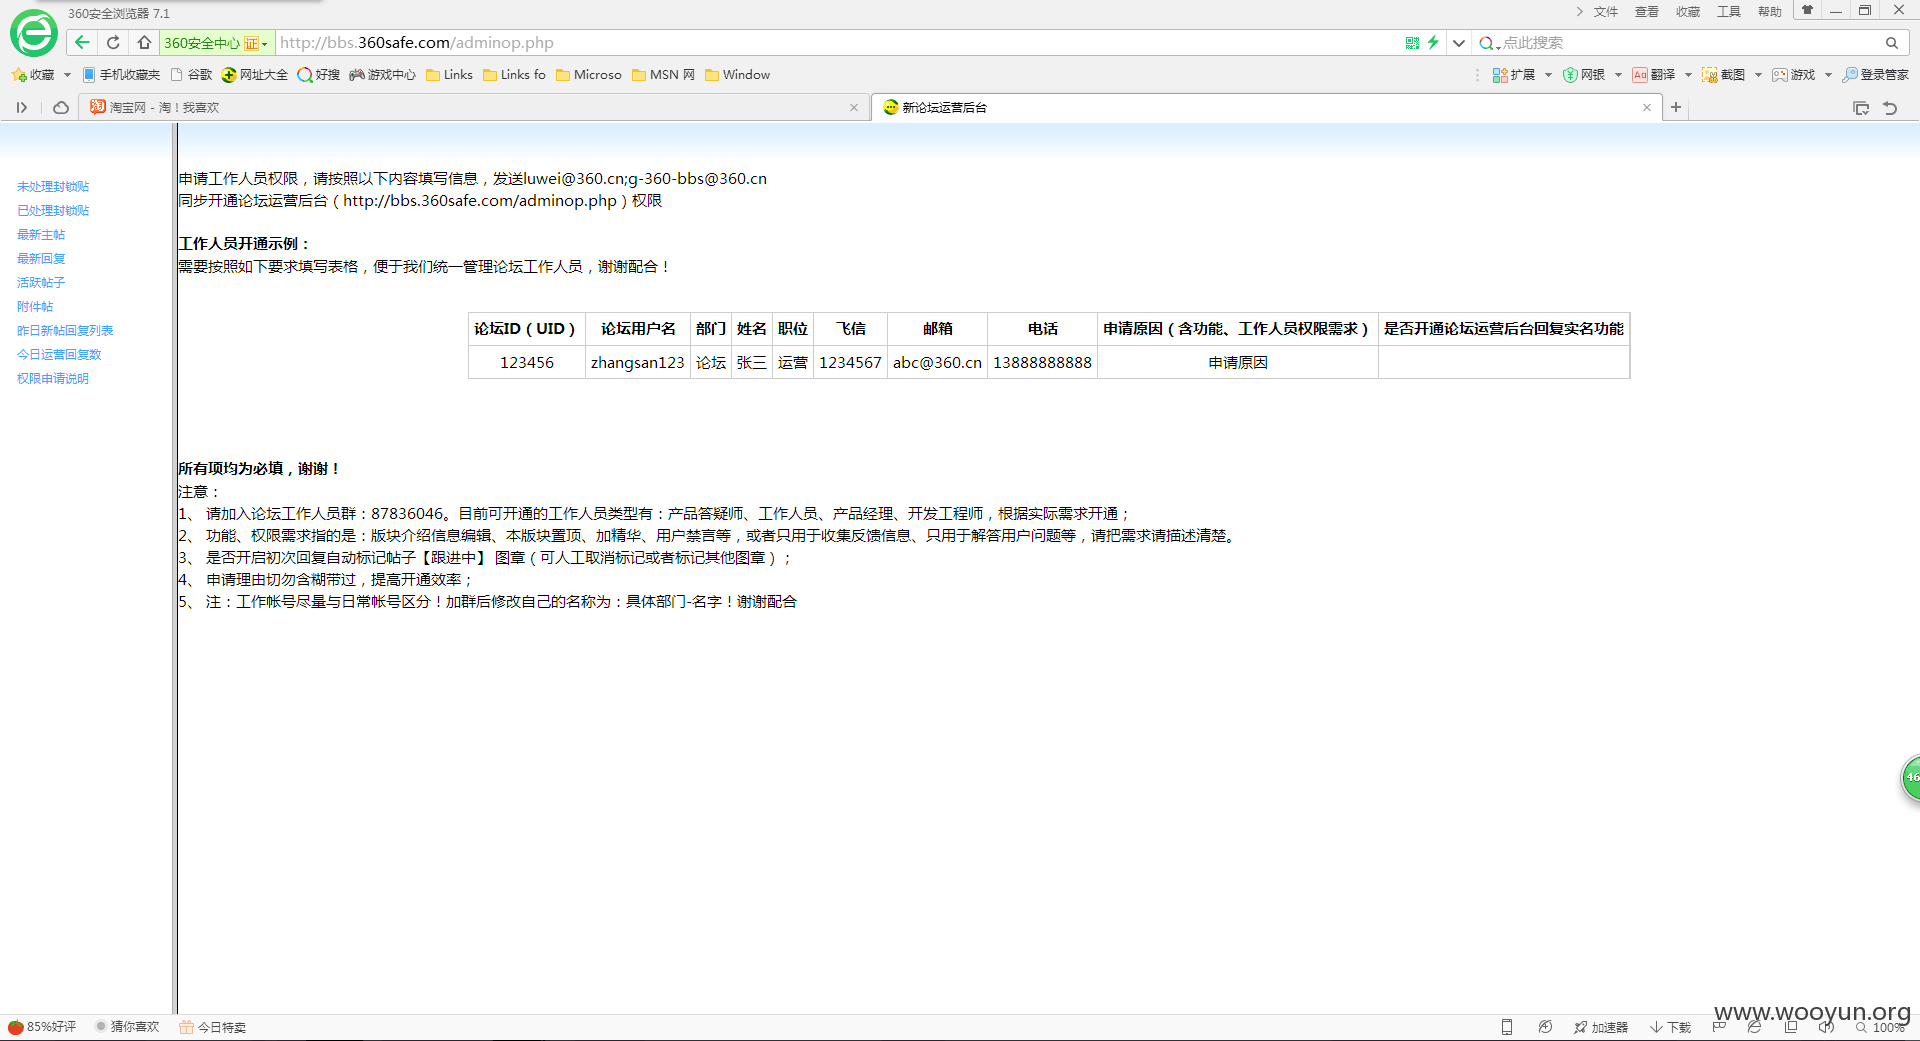 360安全浏览器 7.1
文件 查看 收藏 工具 帮助
360安全中心 证 http://bbs.360safe.com/adminop.php 点此搜索
收藏 手机收藏夹 谷歌 网址大全 好搜 游戏中心 Links Links fo Microso MSN 网 Window 扩展 网银 Aa 翻译 截图 游戏 登录管家
淘 淘宝网 - 淘！我喜欢 新论坛运营后台
未处理封锁贴
已处理封锁贴
最新主帖
最新回复
活跃帖子
附件帖
昨日新帖回复列表
今日运营回复数
权限申请说明
申请工作人员权限，请按照以下内容填写信息，发送luwei@360.cn;g-360-bbs@360.cn
同步开通论坛运营后台（http://bbs.360safe.com/adminop.php）权限
工作人员开通示例：
需要按照如下要求填写表格，便于我们统一管理论坛工作人员，谢谢配合！
论坛ID（UID） 论坛用户名 部门 姓名 职位 飞信 邮箱 电话 申请原因（含功能、工作人员权限需求） 是否开通论坛运营后台回复实名功能
123456 zhangsan123 论坛 张三 运营 1234567 abc@360.cn 13888888888 申请原因
所有项均为必填，谢谢！
注意：
1、 请加入论坛工作人员群：87836046。目前可开通的工作人员类型有：产品答疑师、工作人员、产品经理、开发工程师，根据实际需求开通；
2、 功能、权限需求指的是：版块介绍信息编辑、本版块置顶、加精华、用户禁言等，或者只用于收集反馈信息、只用于解答用户问题等，请把需求请描述清楚。
3、 是否开启初次回复自动标记帖子【跟进中】 图章（可人工取消标记或者标记其他图章）；
4、 申请理由切勿含糊带过，提高开通效率；
5、 注：工作帐号尽量与日常帐号区分！加群后修改自己的名称为：具体部门-名字！谢谢配合
46
www.wooyun.org
85%好评 猜你喜欢 今日特卖 加速器 下载 100%